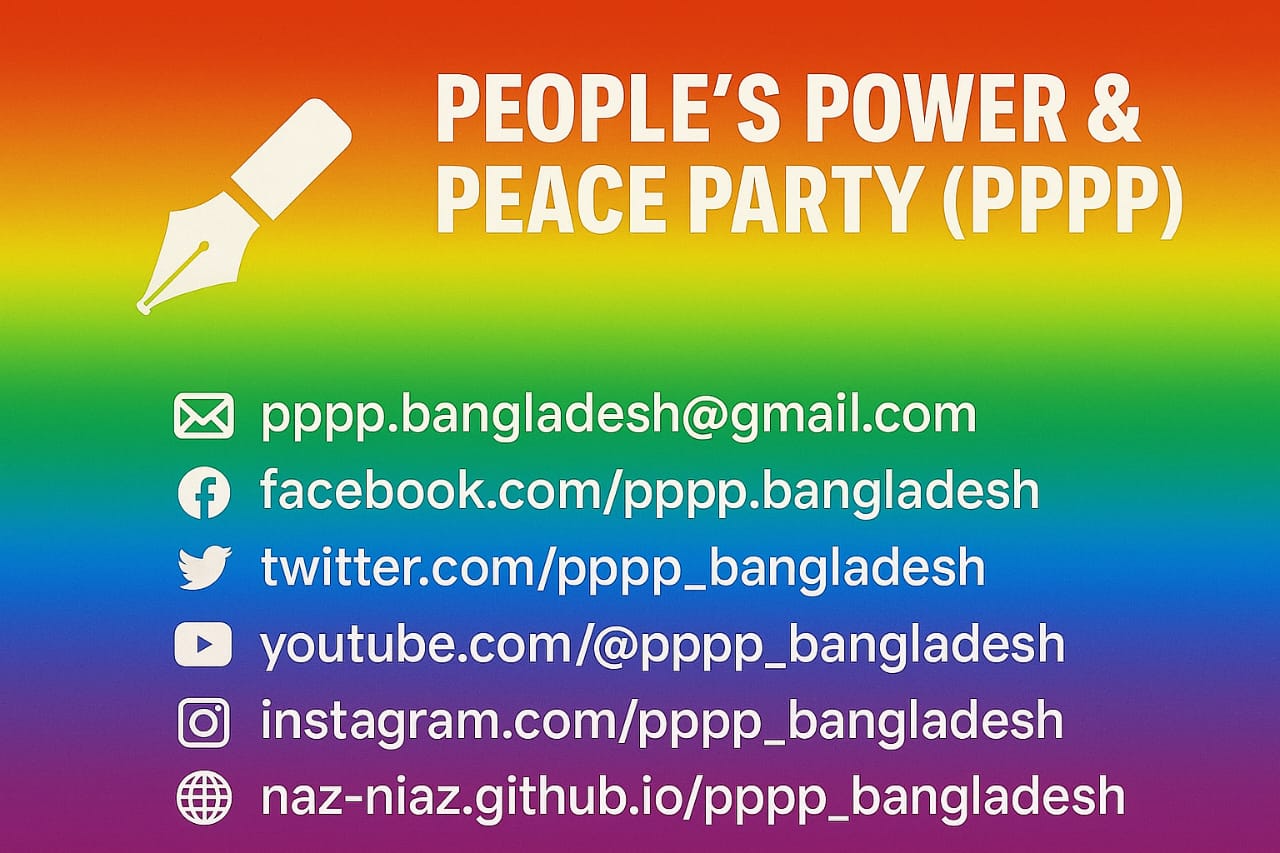 PEOPLE’S POWER &
PEACE PARTY (PPPP)
pppp.bangladesh@gmail.com
facebook.com/pppp.bangladesh
twitter.com/pppp_bangladesh
youtube.com/@pppp_bangladesh
instagram.com/pppp_bangladesh
naz-niaz.github.io/pppp_bangladesh